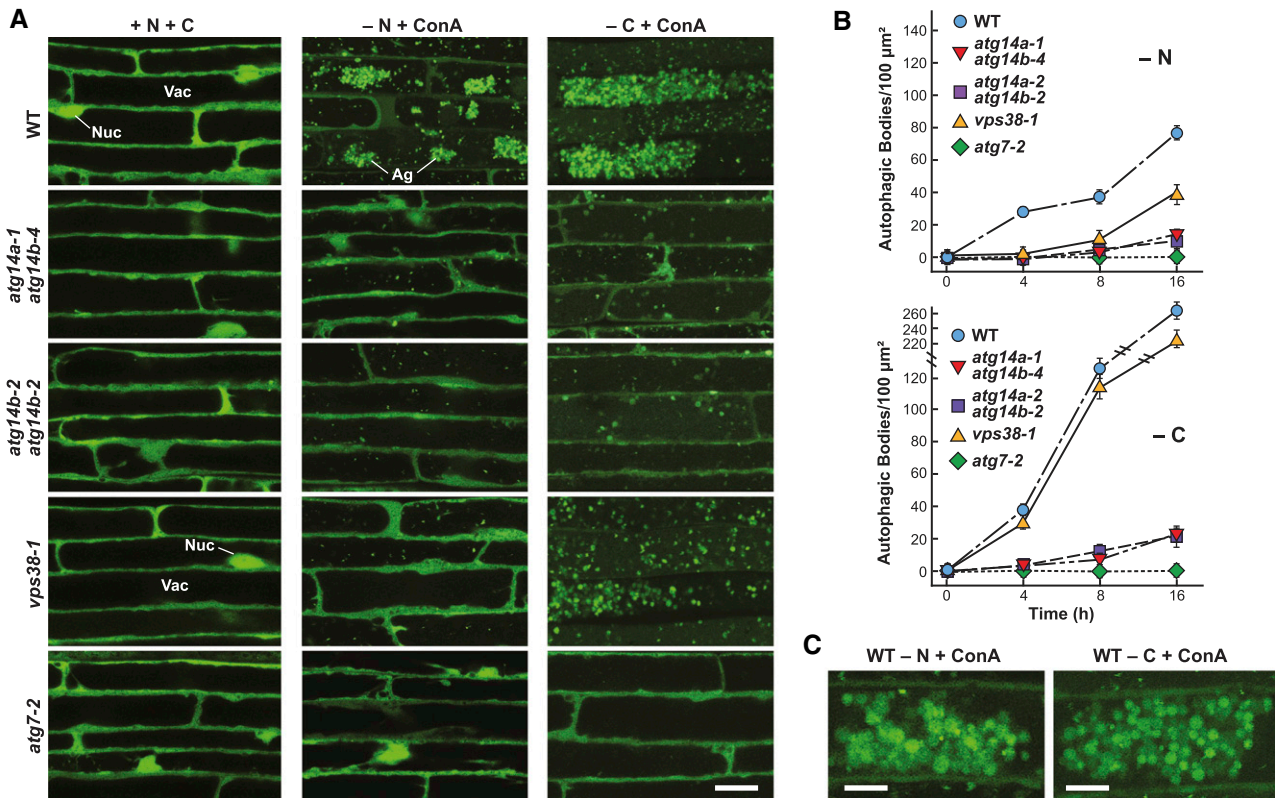 A
+ N + C
– N + ConA
– C + ConA
WT
Vac
Nuc
Ag
atg14a-1
atg14b-4
atg14b-2
atg14b-2
vps38-1
Nuc
Vac
atg7-2
B
Autophagic Bodies/100 µm²
140
120
100
80
60
40
20
0
WT
atg14a-1
atg14b-4
atg14a-2
atg14b-2
vps38-1
atg7-2
– N
0 4 8 16
Autophagic Bodies/100 µm²
260
240
220
120
100
80
60
40
20
0
WT
atg14a-1
atg14b-4
atg14a-2
atg14b-2
vps38-1
atg7-2
– C
0 4 8 16
Time (h)
C
WT – N + ConA
WT – C + ConA